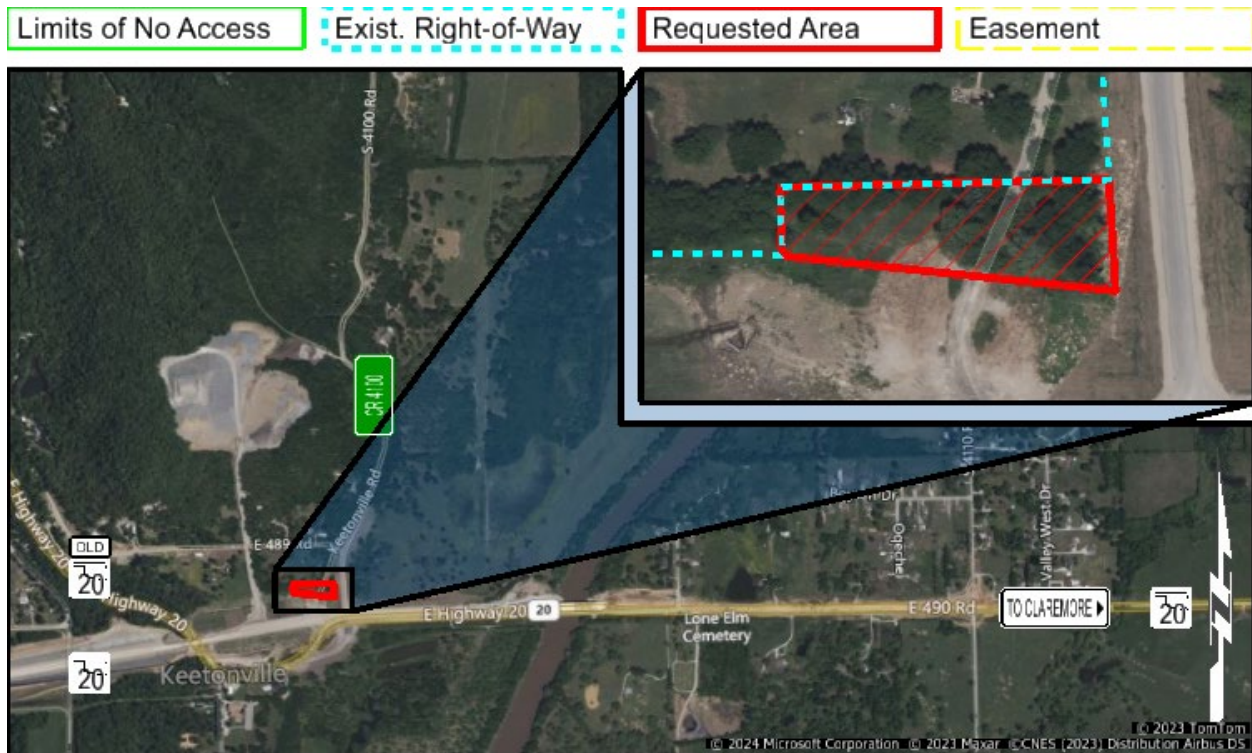 Limits of No Access
Exist. Right-of-Way
Requested Area
Easement
S 4100 Rd
CR 4100
Keetonville Rd
E 489 Rd
E Highway 20
OLD
20
Highway 20
20
Keetonville
E Highway 20
20
Lone Elm
Cemetery
Ogeechee
Valley West Dr
E 490 Rd
TO CLAREMORE
20
© 2023 TomTom
© 2024 Microsoft Corporation © 2023 Maxar ©CNES (2023) Distribution Airbus DS